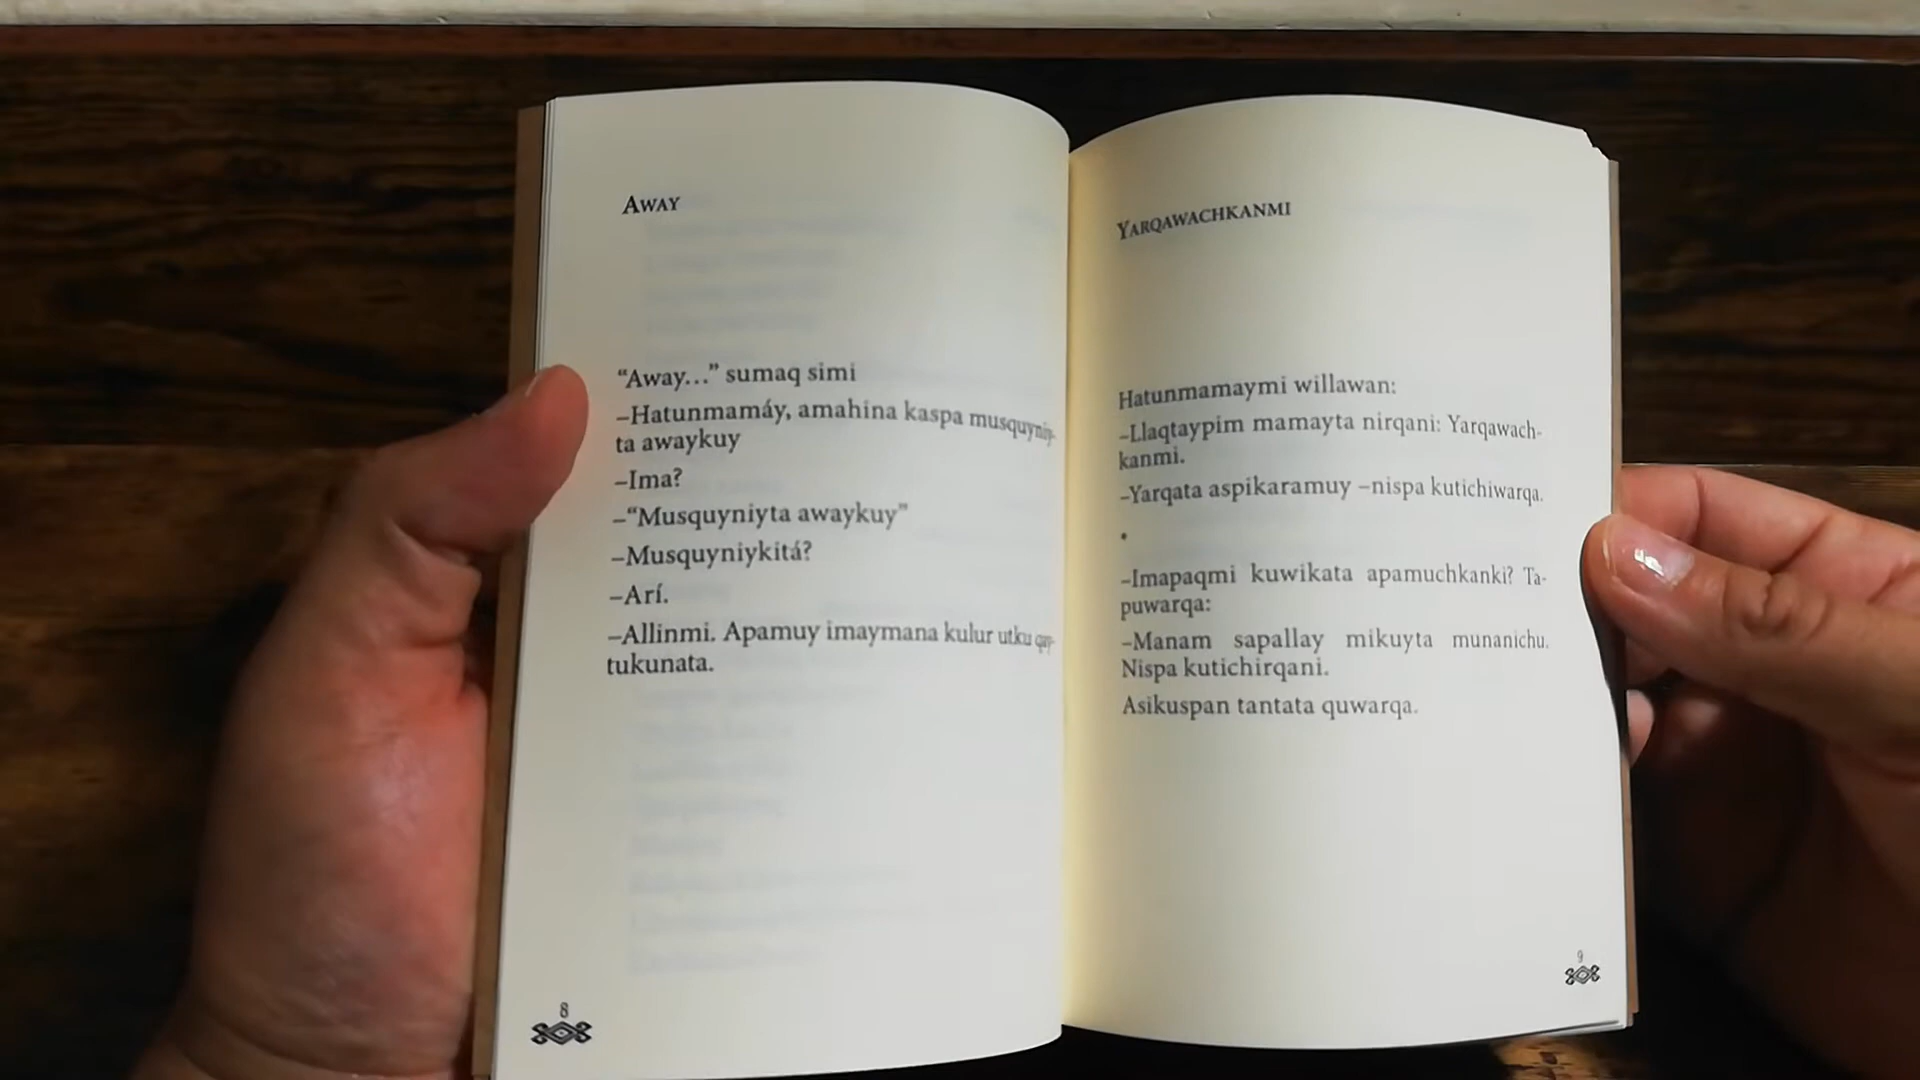 AWAY
“Away…” sumaq simi
–Hatunmamáy, amahina kaspa musquyniy-
ta awaykuy
–Ima?
–“Musquyniyta awaykuy”
–Musquyniykitá?
–Arí.
–Allinmi. Apamuy imaymana kulur utku
tukunata.
8
YARQAWACHKANMI
Hatunmamaymi willawan:
–Llaqtaypim mamayta nirqani: Yarqawach-
kanmi.
–Yarqata aspikaramuy –nispa kutichiwarqa.
•
–Imapaqmi kuwikata apamuchkanki? Ta-
puwarqa:
–Manam sapallay mikuyta munanichu.
Nispa kutichirqani.
Asikuspan tantata quwarqa.
9